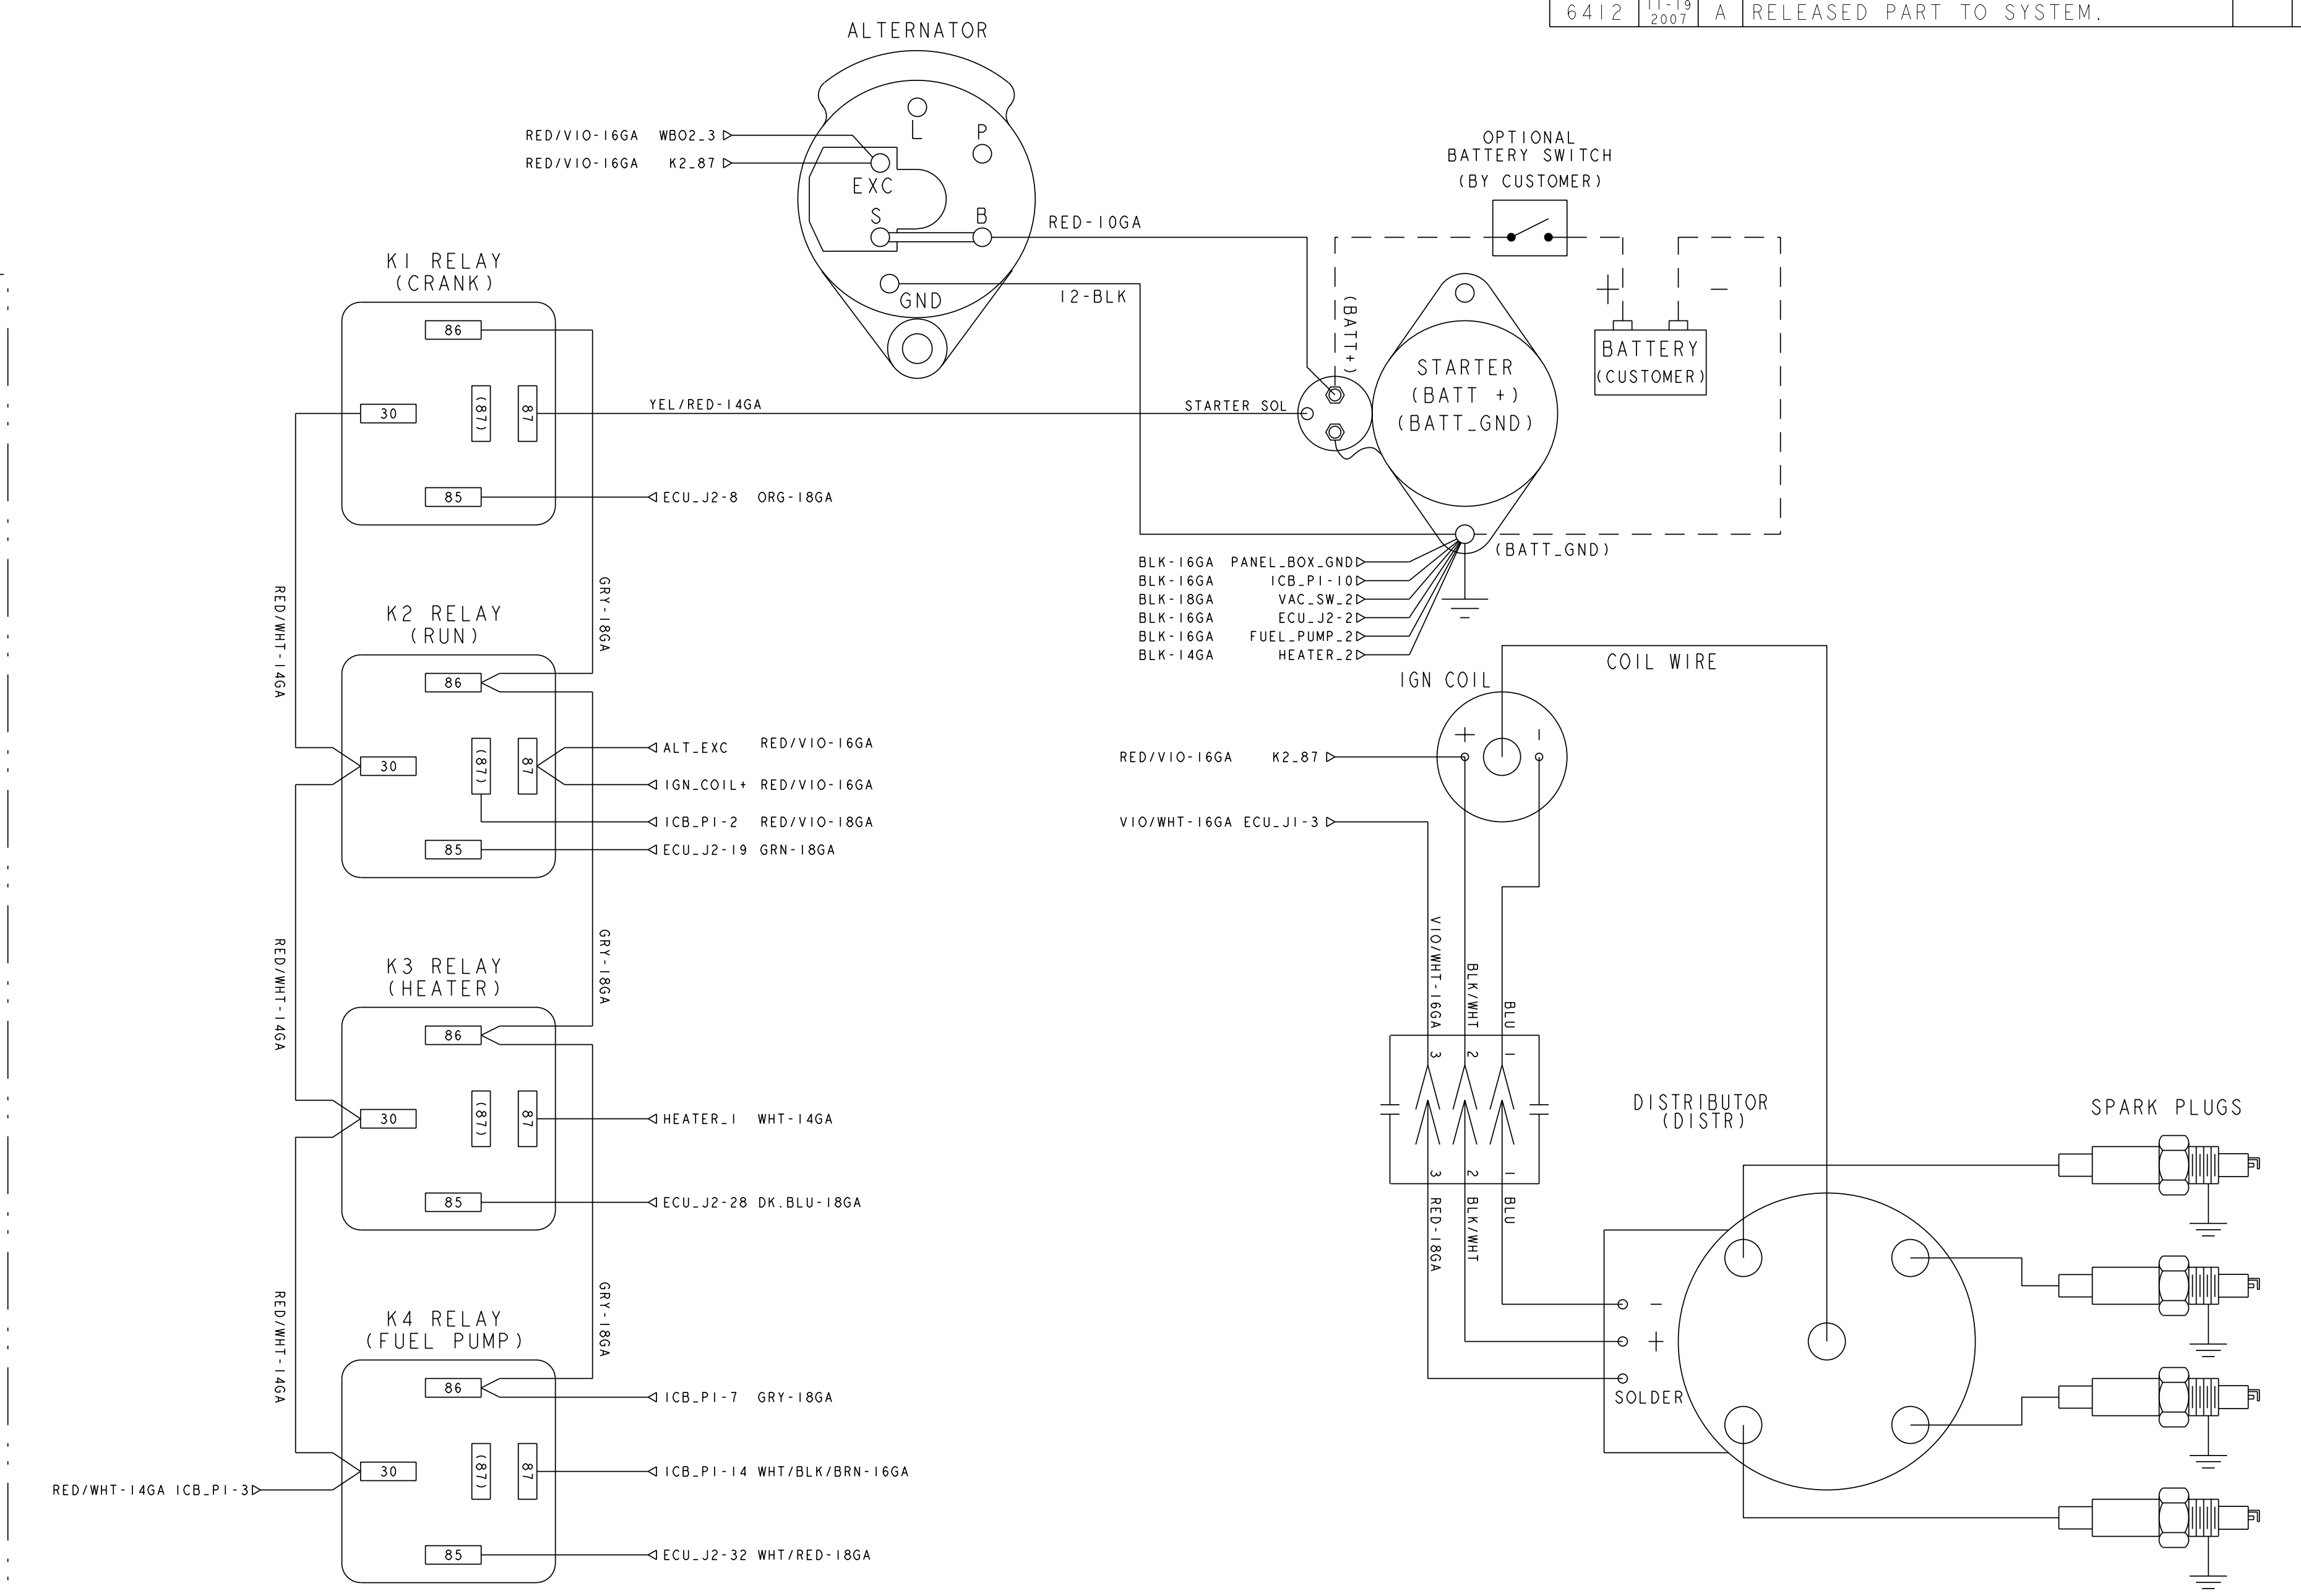 6412 11-19 2007 A RELEASED PART TO SYSTEM.
ALTERNATOR
L
P
RED/VIO-16GA WBO2_3
RED/VIO-16GA K2_87
EXC
S
B
GND
RED-10GA
12-BLK
OPTIONAL
BATTERY SWITCH
(BY CUSTOMER)
+
-
(BATT+)
BATTERY
(CUSTOMER)
STARTER
(BATT +)
(BATT_GND)
STARTER SOL
(BATT_GND)
BLK-16GA PANEL_BOX_GND
BLK-16GA ICB_P1-10
BLK-18GA VAC_SW_2
BLK-16GA ECU_J2-2
BLK-16GA FUEL_PUMP_2
BLK-14GA HEATER_2
K1 RELAY
(CRANK)
86
30
(87)
87
85
YEL/RED-14GA
ECU_J2-8 ORG-18GA
RED/WHT-14GA
GRY-18GA
K2 RELAY
(RUN)
86
30
(87)
87
85
ALT_EXC RED/VIO-16GA
IGN_COIL+ RED/VIO-16GA
ICB_P1-2 RED/VIO-18GA
ECU_J2-19 GRN-18GA
RED/WHT-14GA
GRY-18GA
K3 RELAY
(HEATER)
86
30
(87)
87
85
HEATER_1 WHT-14GA
ECU_J2-28 DK.BLU-18GA
RED/WHT-14GA
GRY-18GA
K4 RELAY
(FUEL PUMP)
86
30
(87)
87
85
ICB_P1-7 GRY-18GA
ICB_P1-14 WHT/BLK/BRN-16GA
RED/WHT-14GA ICB_P1-3
ECU_J2-32 WHT/RED-18GA
IGN COIL
COIL WIRE
+
-
RED/VIO-16GA K2_87
VIO/WHT-16GA ECU_J1-3
VIO/WHT-16GA
BLK/WHT
BLU
3
2
1
3
2
1
RED-18GA
BLK/WHT
BLU
DISTRIBUTOR
(DISTR)
-
+
SOLDER
SPARK PLUGS